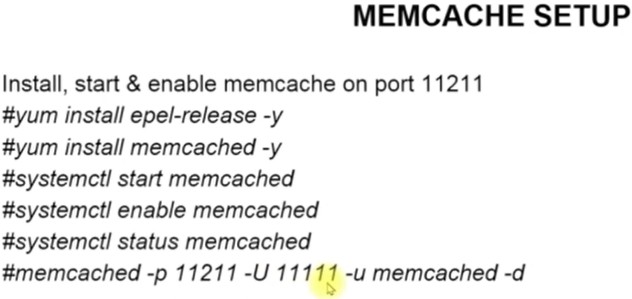 MEMCACHE SETUP
Install, start & enable memcache on port 11211
#yum install epel-release -y
#yum install memcached -y
#systemctl start memcached
#systemctl enable memcached
#systemctl status memcached
#memcached -p 11211 -U 11111 -u memcached -d